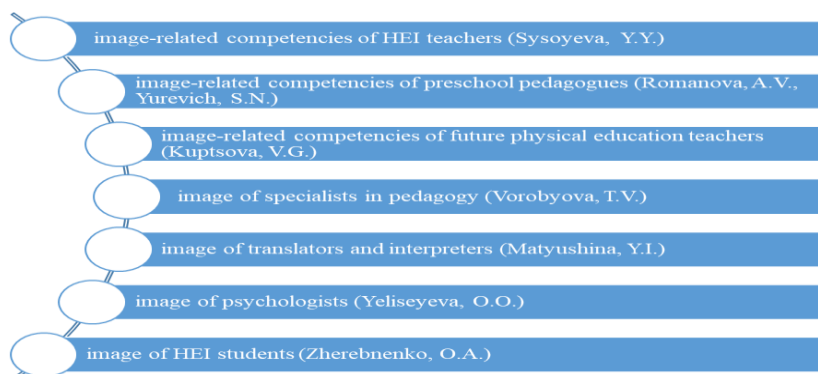 image-related competencies of HEI teachers (Sysoyeva, Y.Y.)
image-related competencies of preschool pedagogues (Romanova, A.V.,
Yurevich, S.N.)
image-related competencies of future physical education teachers
(Kuptsova, V.G.)
image of specialists in pedagogy (Vorobyova, T.V.)
image of translators and interpreters (Matyushina, Y.I.)
image of psychologists (Yeliseyeva, O.O.)
image of HEI students (Zherebnenko, O.A.)